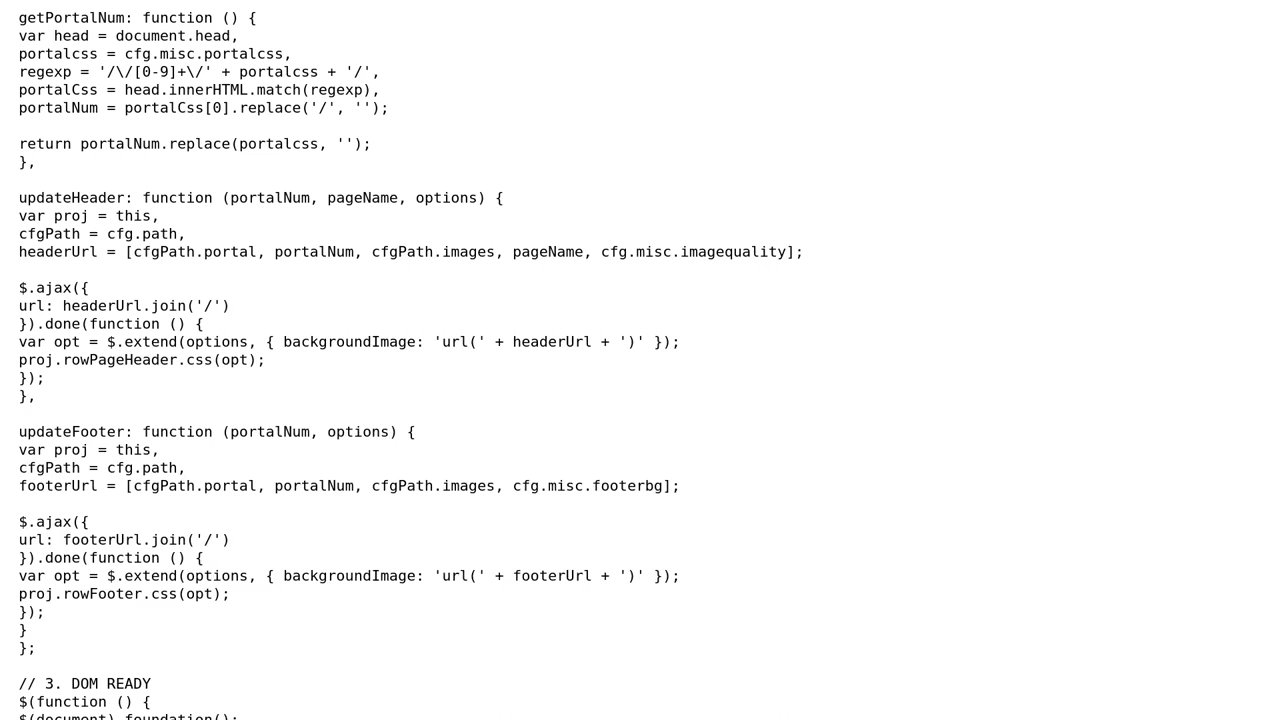 getPortalNum: function () {
var head = document.head,
portalcss = cfg.misc.portalcss,
regexp = '/\/[0-9]+\/' + portalcss + '/',
portalCss = head.innerHTML.match(regexp),
portalNum = portalCss[0].replace('/', '');

return portalNum.replace(portalcss, '');
},

updateHeader: function (portalNum, pageName, options) {
var proj = this,
cfgPath = cfg.path,
headerUrl = [cfgPath.portal, portalNum, cfgPath.images, pageName, cfg.misc.imagequality];

$.ajax({
url: headerUrl.join('/')
}).done(function () {
var opt = $.extend(options, { backgroundImage: 'url(' + headerUrl + ')' });
proj.rowPageHeader.css(opt);
});
},

updateFooter: function (portalNum, options) {
var proj = this,
cfgPath = cfg.path,
footerUrl = [cfgPath.portal, portalNum, cfgPath.images, cfg.misc.footerbg];

$.ajax({
url: footerUrl.join('/')
}).done(function () {
var opt = $.extend(options, { backgroundImage: 'url(' + footerUrl + ')' });
proj.rowFooter.css(opt);
});
}
};

// 3. DOM READY
$(function () {
$(document).foundation();